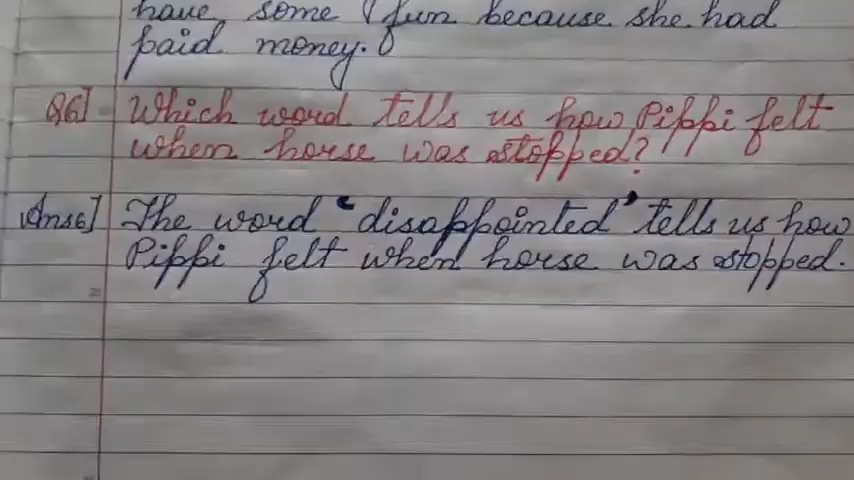 have some fun because she had
paid money.
Q6] Which word tells us how Pippi felt
when horse was stopped?
Ans6] The word ‘disappointed’ tells us how
Pippi felt when horse was stopped.